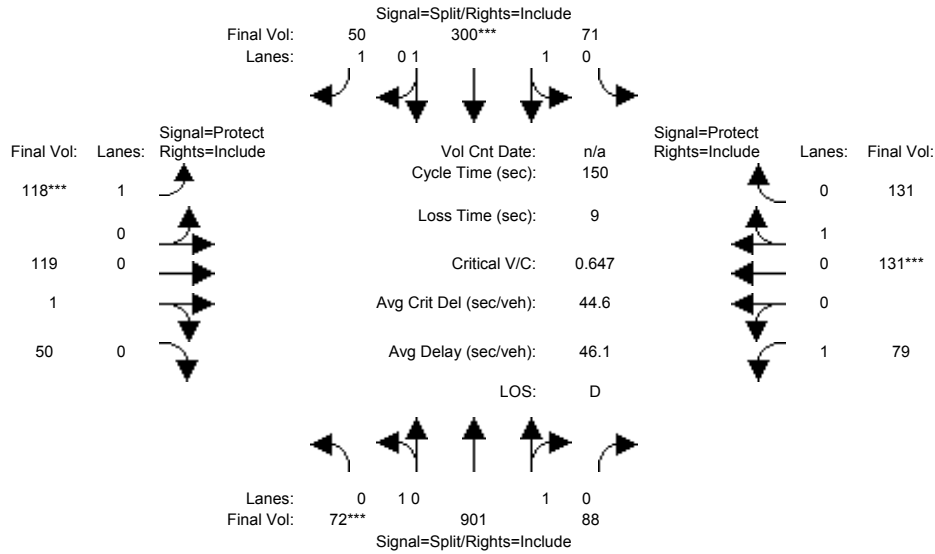 Signal=Split/Rights=Include
Final Vol: 50 300*** 71
Lanes: 1 0 1 1 0
Signal=Protect Signal=Protect
Final Vol: Lanes: Rights=Include Vol Cnt Date: n/a Rights=Include Lanes: Final Vol:
Cycle Time (sec): 150
118*** 1 0 131
Loss Time (sec): 9
0 1
119 0 Critical V/C: 0.647 0 131***
1 0 Avg Crit Del (sec/veh): 44.6 0
50 0 Avg Delay (sec/veh): 46.1 1 79
LOS: D
Lanes: 0 1 0 1 0
Final Vol: 72*** 901 88
Signal=Split/Rights=Include